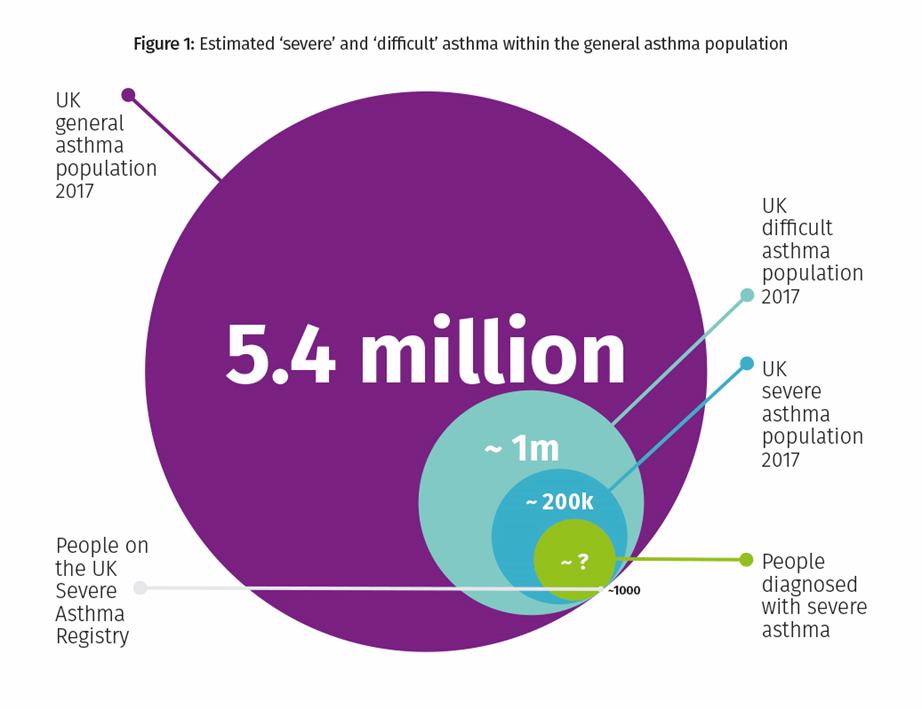 Figure 1: Estimated ‘severe’ and ‘difficult’ asthma within the general asthma population
UK
general
asthma
population
2017
UK
difficult
asthma
population
2017
5.4 million
UK
severe
asthma
population
2017
~ 1m
~ 200k
~ ?
People on
the UK
Severe
Asthma
Registry
~1000
People
diagnosed
with severe
asthma